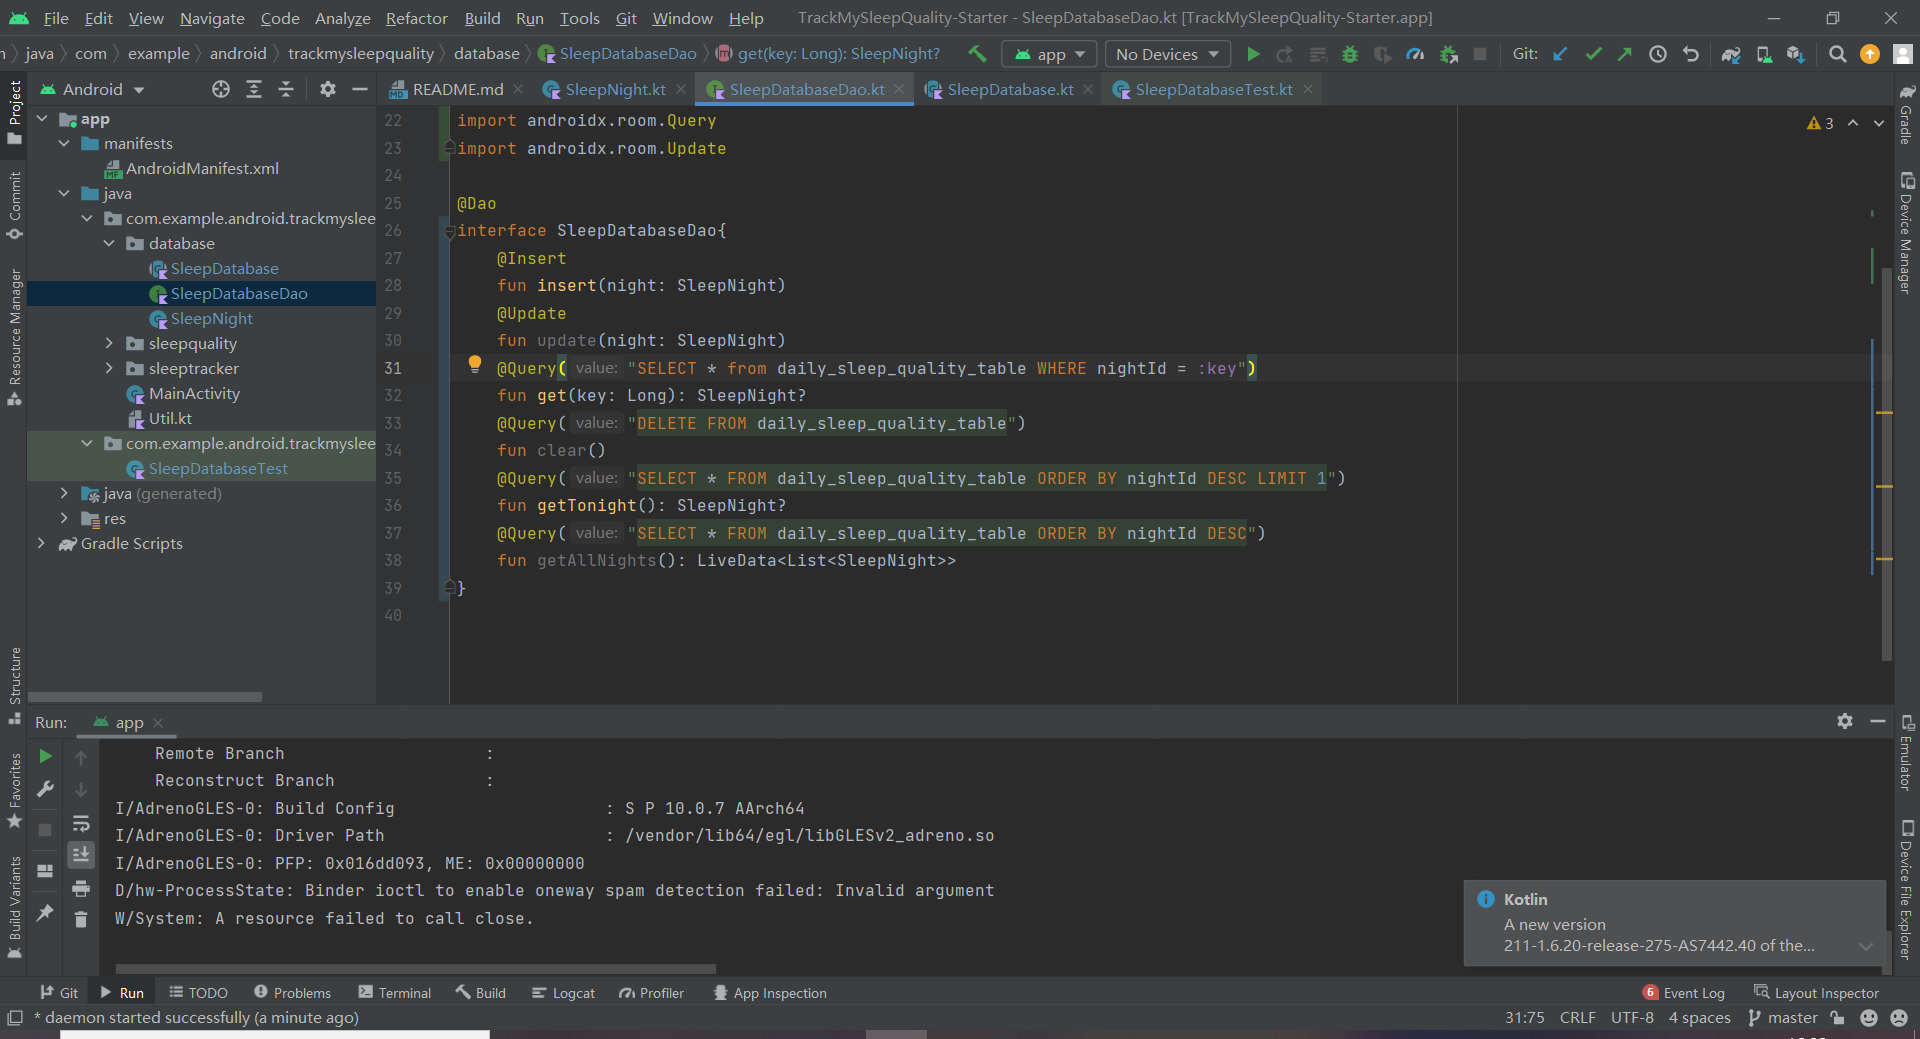 File Edit View Navigate Code Analyze Refactor Build Run Tools Git Window Help TrackMySleepQuality-Starter - SleepDatabaseDao.kt [TrackMySleepQuality-Starter.app]
java com example android trackmysleepquality database SleepDatabaseDao get(key: Long): SleepNight? app No Devices Git:
Project
Commit
Resource Manager
Structure
Favorites
Build Variants
Android
app
manifests
AndroidManifest.xml
java
com.example.android.trackmyslee
database
SleepDatabase
SleepDatabaseDao
SleepNight
sleepquality
sleeptracker
MainActivity
Util.kt
com.example.android.trackmyslee
SleepDatabaseTest
java (generated)
res
Gradle Scripts
README.md SleepNight.kt SleepDatabaseDao.kt SleepDatabase.kt SleepDatabaseTest.kt
3
22 import androidx.room.Query
23 import androidx.room.Update
24
25 @Dao
26 interface SleepDatabaseDao{
27 @Insert
28 fun insert(night: SleepNight)
29 @Update
30 fun update(night: SleepNight)
31 @Query( value: "SELECT * from daily_sleep_quality_table WHERE nightId = :key")
32 fun get(key: Long): SleepNight?
33 @Query( value: "DELETE FROM daily_sleep_quality_table")
34 fun clear()
35 @Query( value: "SELECT * FROM daily_sleep_quality_table ORDER BY nightId DESC LIMIT 1")
36 fun getTonight(): SleepNight?
37 @Query( value: "SELECT * FROM daily_sleep_quality_table ORDER BY nightId DESC")
38 fun getAllNights(): LiveData<List<SleepNight>>
39 }
40
Gradle
Device Manager
Emulator
Device File Explorer
Run: app
Remote Branch :
Reconstruct Branch :
I/AdrenoGLES-0: Build Config : S P 10.0.7 AArch64
I/AdrenoGLES-0: Driver Path : /vendor/lib64/egl/libGLESv2_adreno.so
I/AdrenoGLES-0: PFP: 0x016dd093, ME: 0x00000000
D/hw-ProcessState: Binder ioctl to enable oneway spam detection failed: Invalid argument
W/System: A resource failed to call close.
Kotlin
A new version
211-1.6.20-release-275-AS7442.40 of the...
Git Run TODO Problems Terminal Build Logcat Profiler App Inspection 6 Event Log Layout Inspector
* daemon started successfully (a minute ago) 31:75 CRLF UTF-8 4 spaces master